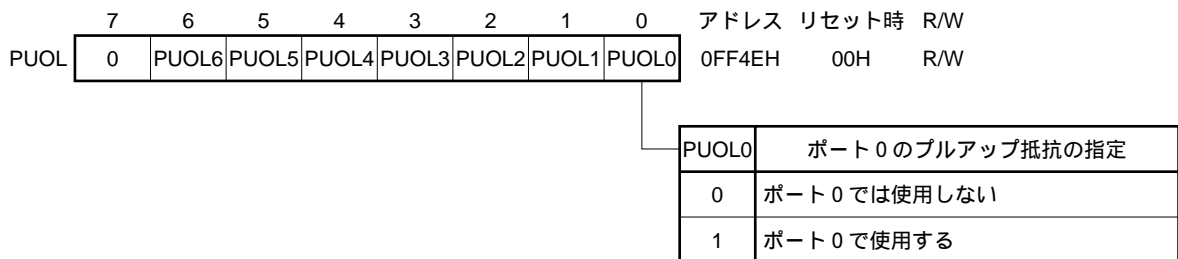 7 6 5 4 3 2 1 0 アドレス リセット時 R/W
PUOL 0 PUOL6 PUOL5 PUOL4 PUOL3 PUOL2 PUOL1 PUOL0 0FF4EH 00H R/W
PUOL0 ポート0のプルアップ抵抗の指定
0 ポート0では使用しない
1 ポート0で使用する